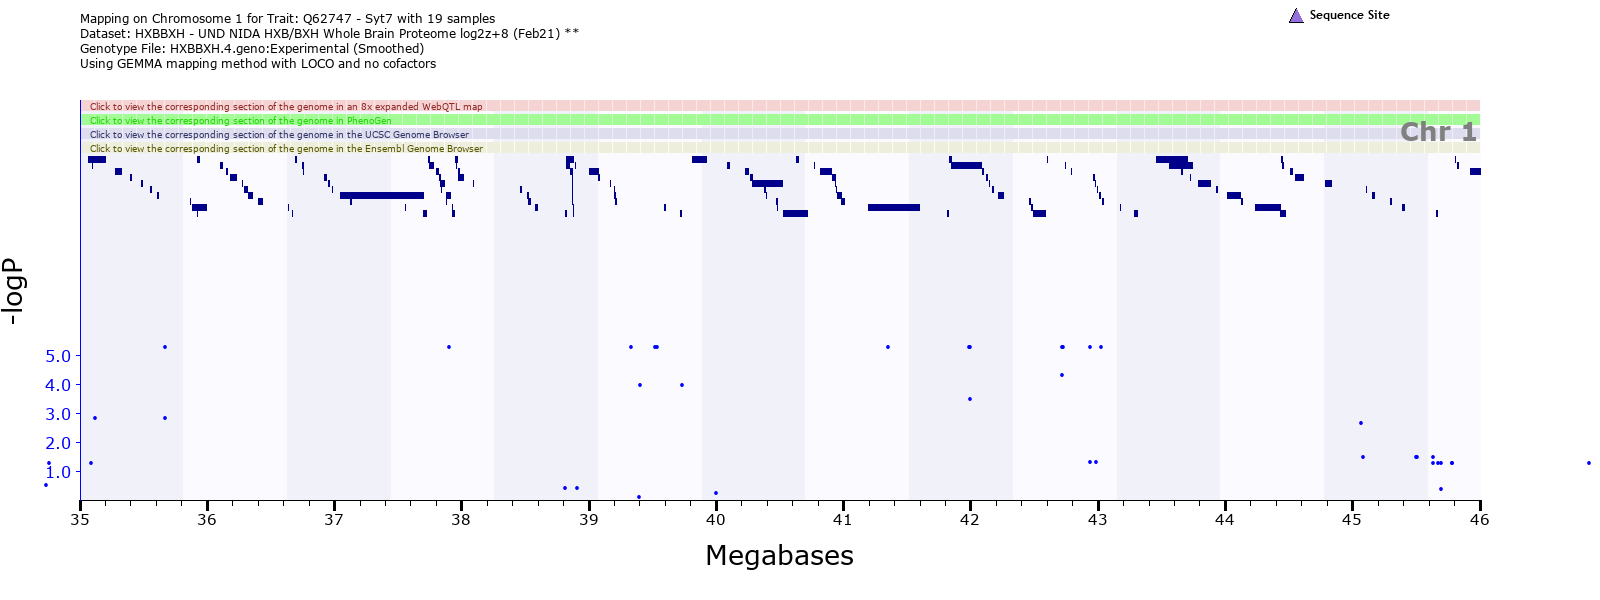 Mapping on Chromosome 1 for Trait: Q62747 - Syt7 with 19 samples
Dataset: HXBBXH - UND NIDA HXB/BXH Whole Brain Proteome log2z+8 (Feb21) **
Genotype File: HXBBXH.4.geno:Experimental (Smoothed)
Using GEMMA mapping method with LOCO and no cofactors
Sequence Site
Click to view the corresponding section of the genome in an 8x expanded WebQTL map
Click to view the corresponding section of the genome in PhenoGen
Click to view the corresponding section of the genome in the UCSC Genome Browser
Click to view the corresponding section of the genome in the Ensembl Genome Browser
Chr 1
-logP
5.0
4.0
3.0
2.0
1.0
35 36 37 38 39 40 41 42 43 44 45 46
Megabases